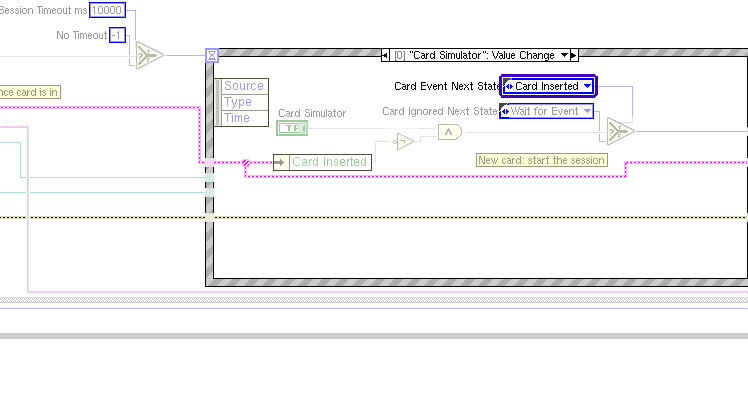 Session Timeout ms 10000
No Timeout -1
[0] "Card Simulator": Value Change
nce card is in
Source
Type
Time
Card Event Next State Card Inserted
Card Simulator
Card Ignored Next State Wait for Event
TF
Card Inserted
New card: start the session